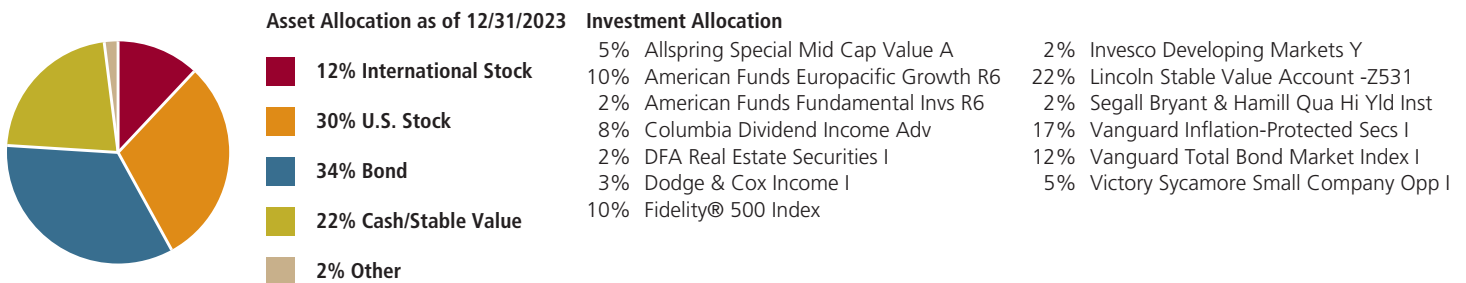 Asset Allocation as of 12/31/2023
12% International Stock
30% U.S. Stock
34% Bond
22% Cash/Stable Value
2% Other
Investment Allocation
5% Allspring Special Mid Cap Value A
10% American Funds Europacific Growth R6
2% American Funds Fundamental Invs R6
8% Columbia Dividend Income Adv
2% DFA Real Estate Securities I
3% Dodge & Cox Income I
10% Fidelity® 500 Index
2% Invesco Developing Markets Y
22% Lincoln Stable Value Account -Z531
2% Segall Bryant & Hamill Qua Hi Yld Inst
17% Vanguard Inflation-Protected Secs I
12% Vanguard Total Bond Market Index I
5% Victory Sycamore Small Company Opp I